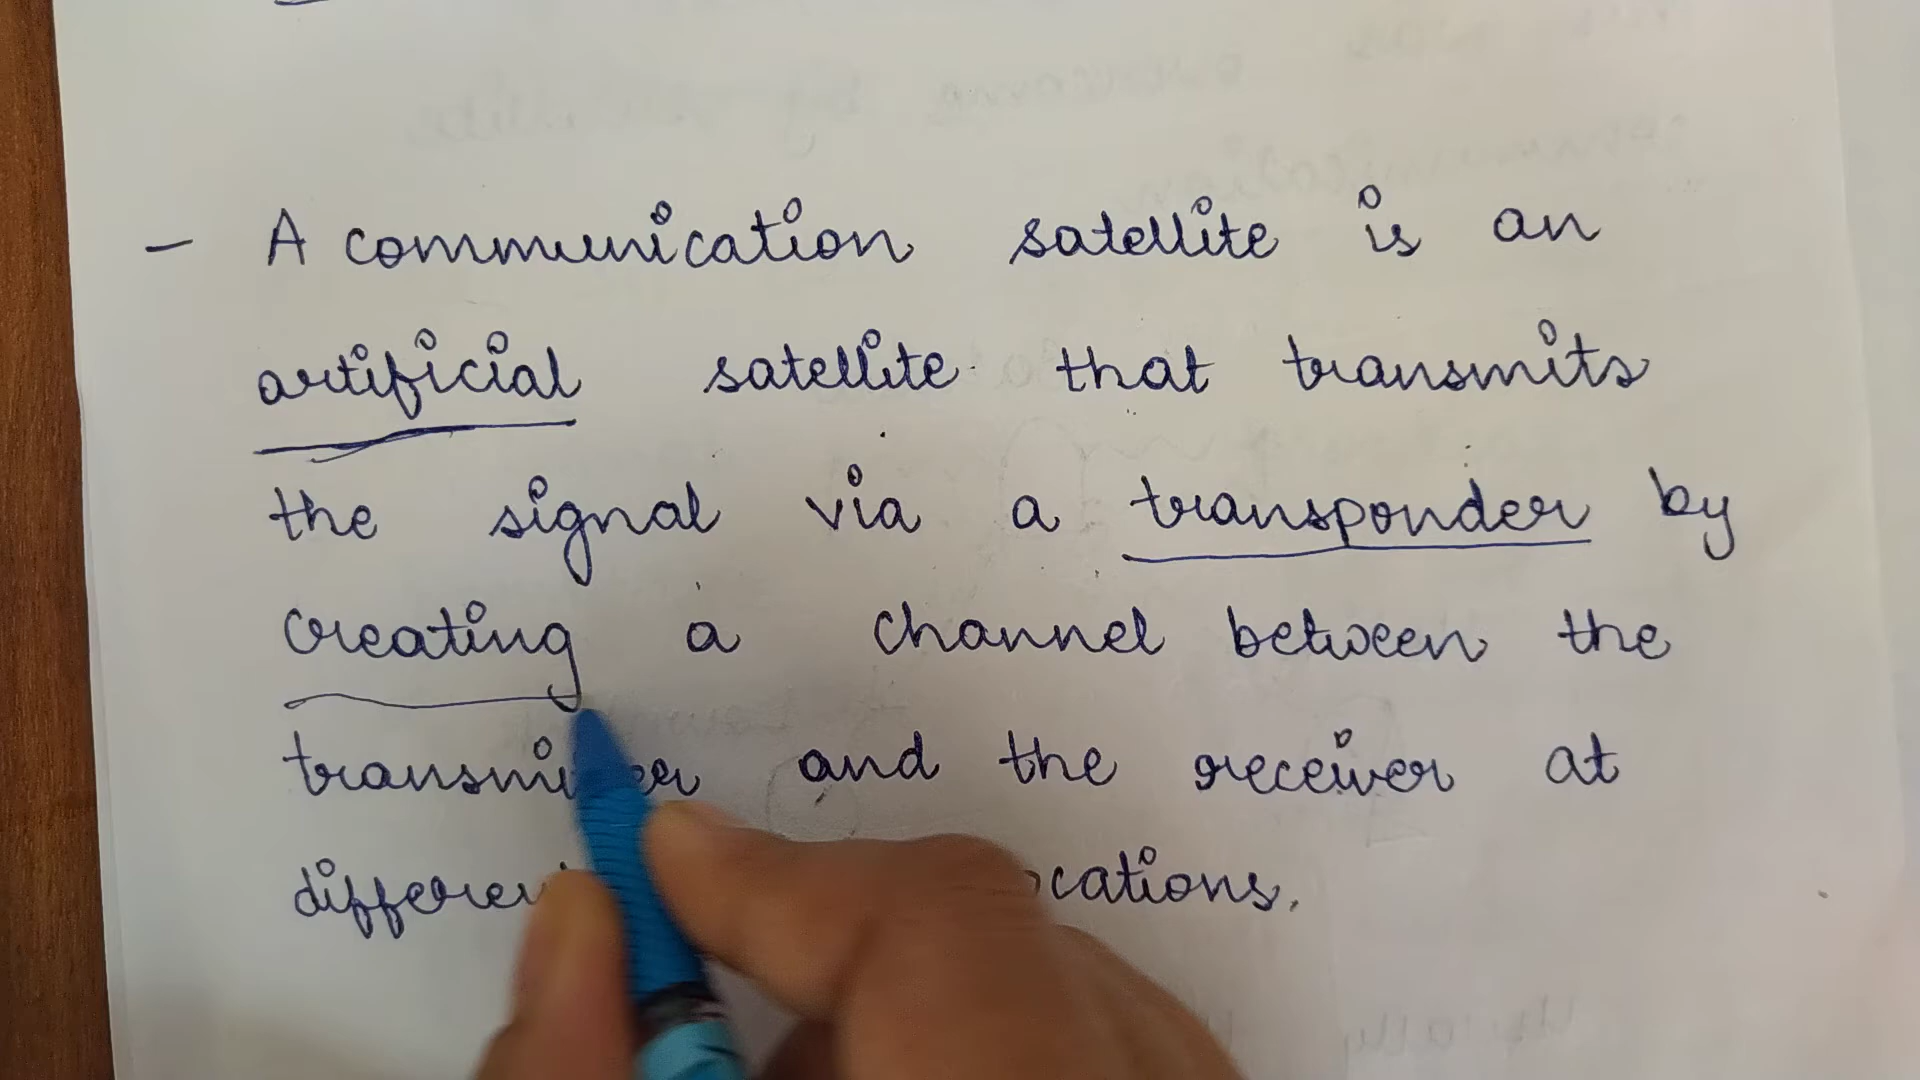 - A communication satellite is an
artificial satellite that transmits
the signal via a transponder by
creating a channel between the
and the receiver at